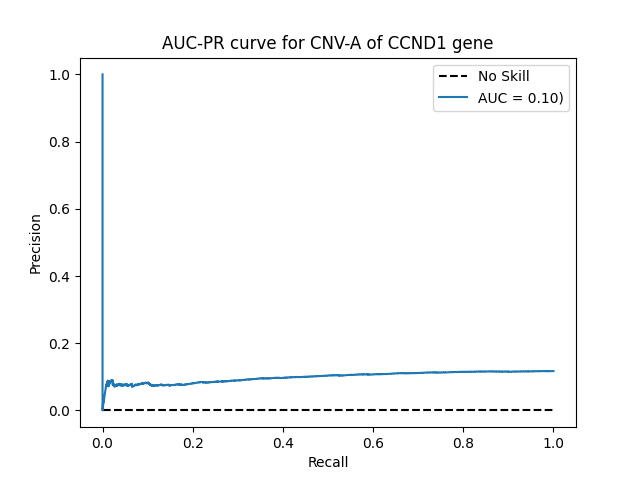 AUC-PR curve for CNV-A of CCND1 gene
No Skill
AUC = 0.10)
Precision
1.0
0.8
0.6
0.4
0.2
0.0
0.0 0.2 0.4 0.6 0.8 1.0
Recall